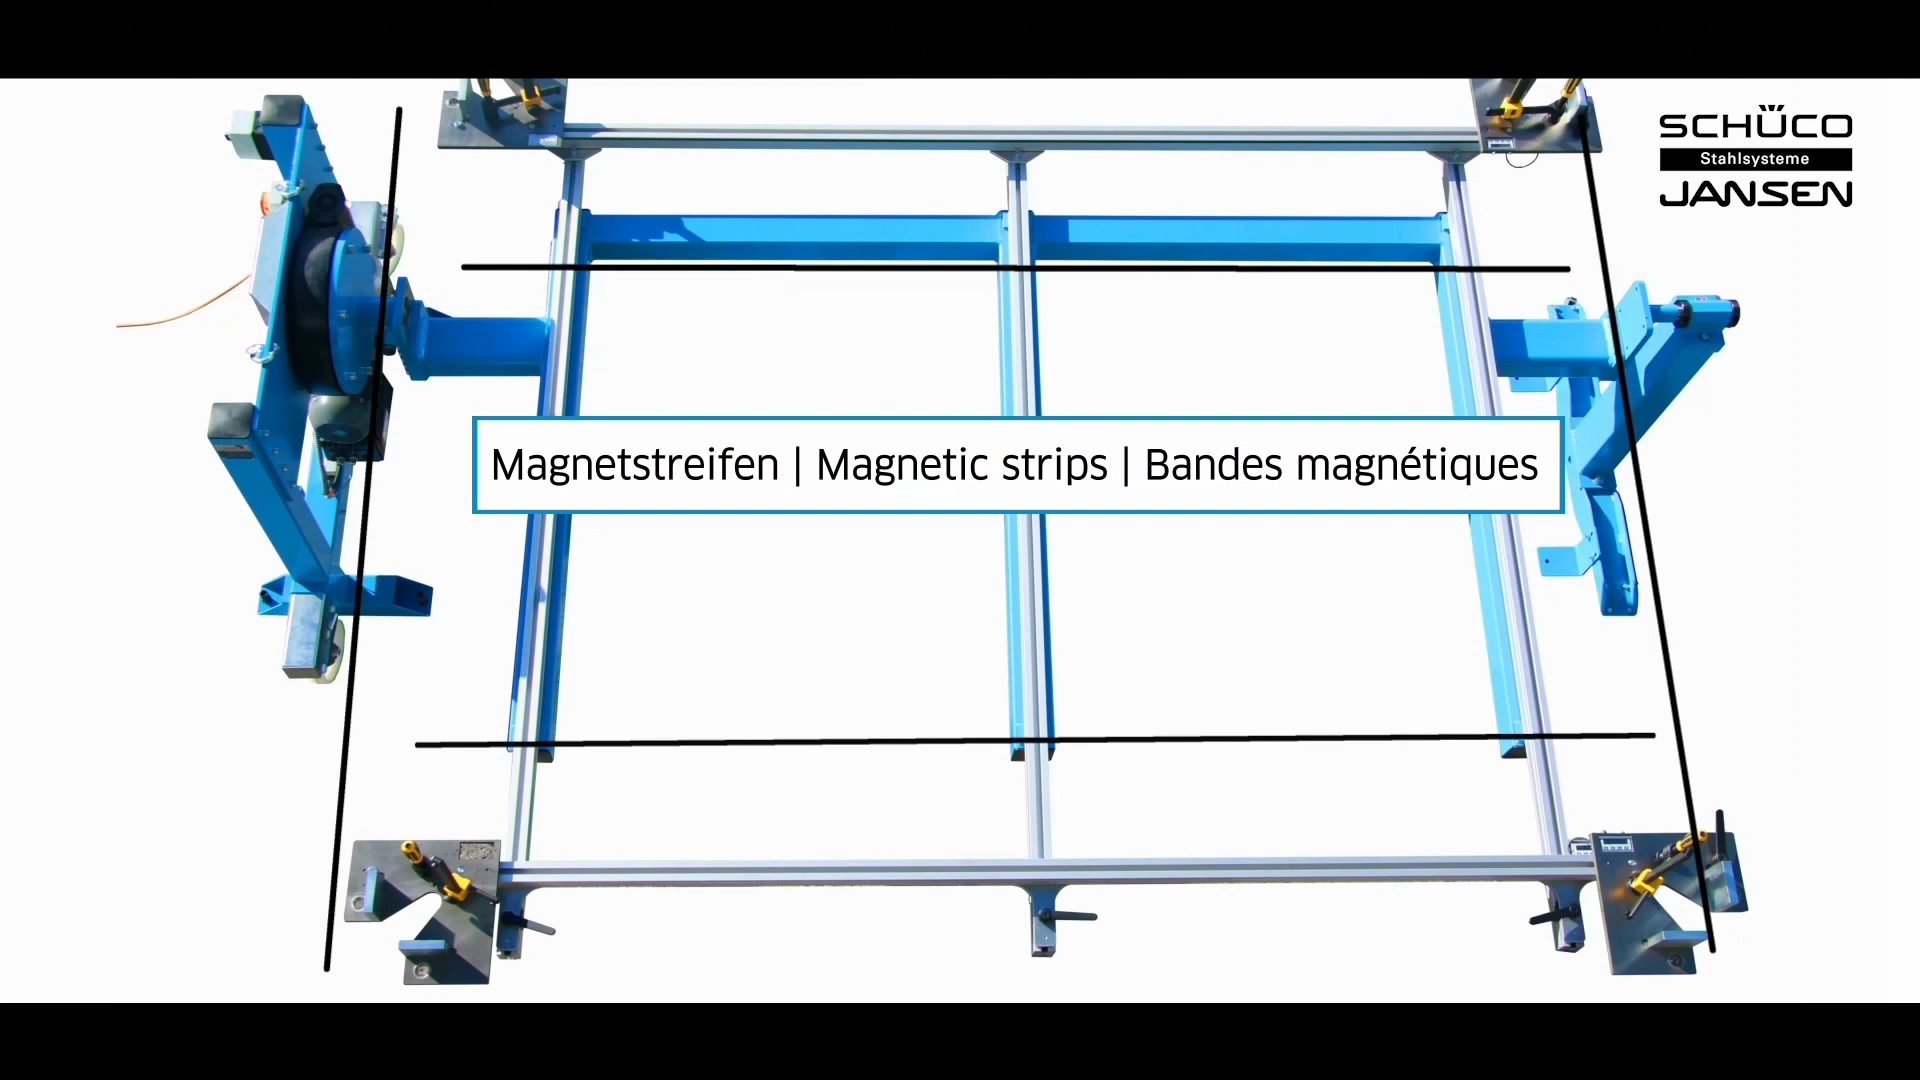 SCHÜCO
Stahlsysteme
JANSEN
Magnetstreifen | Magnetic strips | Bandes magnétiques